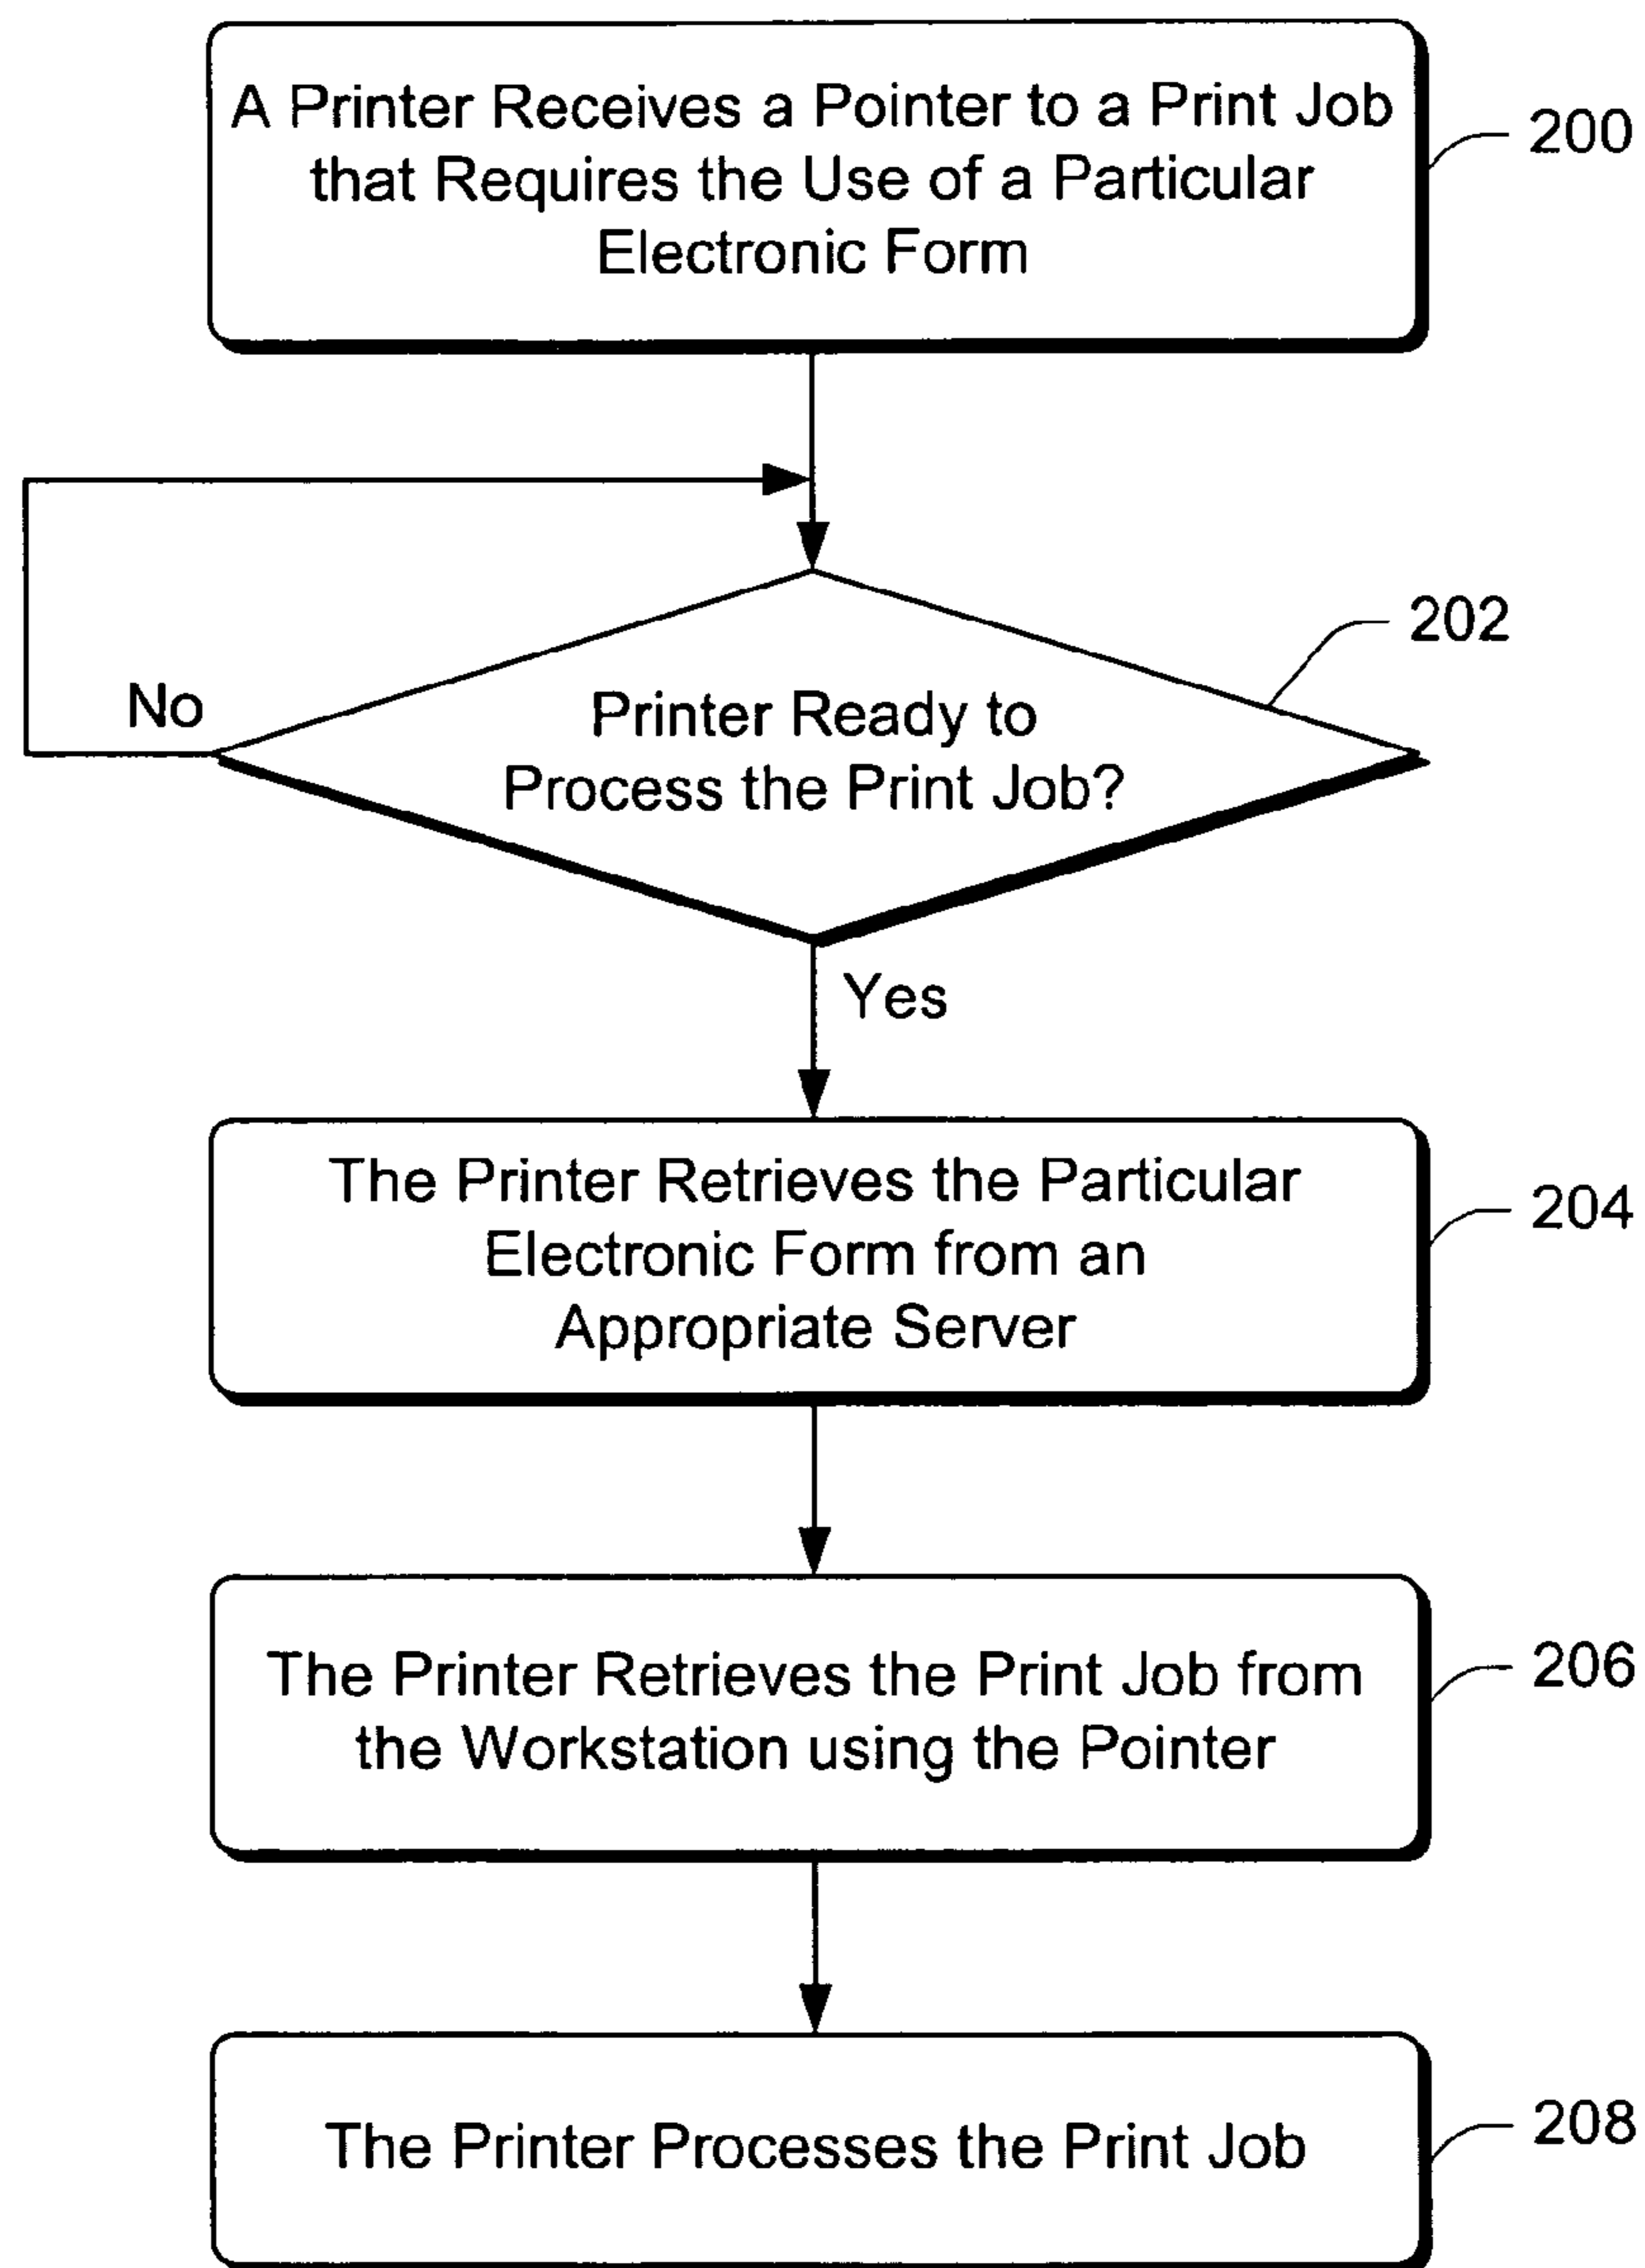 A Printer Receives a Pointer to a Print Job
that Requires the Use of a Particular
Electronic Form
200
202
No
Printer Ready to
Process the Print Job?
Yes
The Printer Retrieves the Particular
Electronic Form from an
Appropriate Server
204
The Printer Retrieves the Print Job from
the Workstation using the Pointer
206
The Printer Processes the Print Job
208